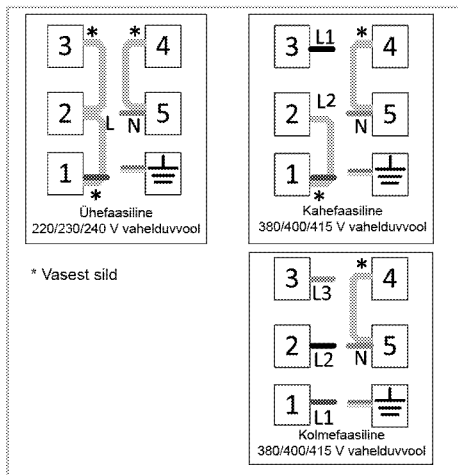 3 * * 4
2 L N 5
1 *
Ühefaasiline
220/230/240 V vahelduvvool
3 L1 * 4
2 L2 N 5
1 *
Kahefaasiline
380/400/415 V vahelduvvool
* Vasest sild
3 L3 * 4
2 L2 N 5
1 L1
Kolmefaasiline
380/400/415 V vahelduvvool